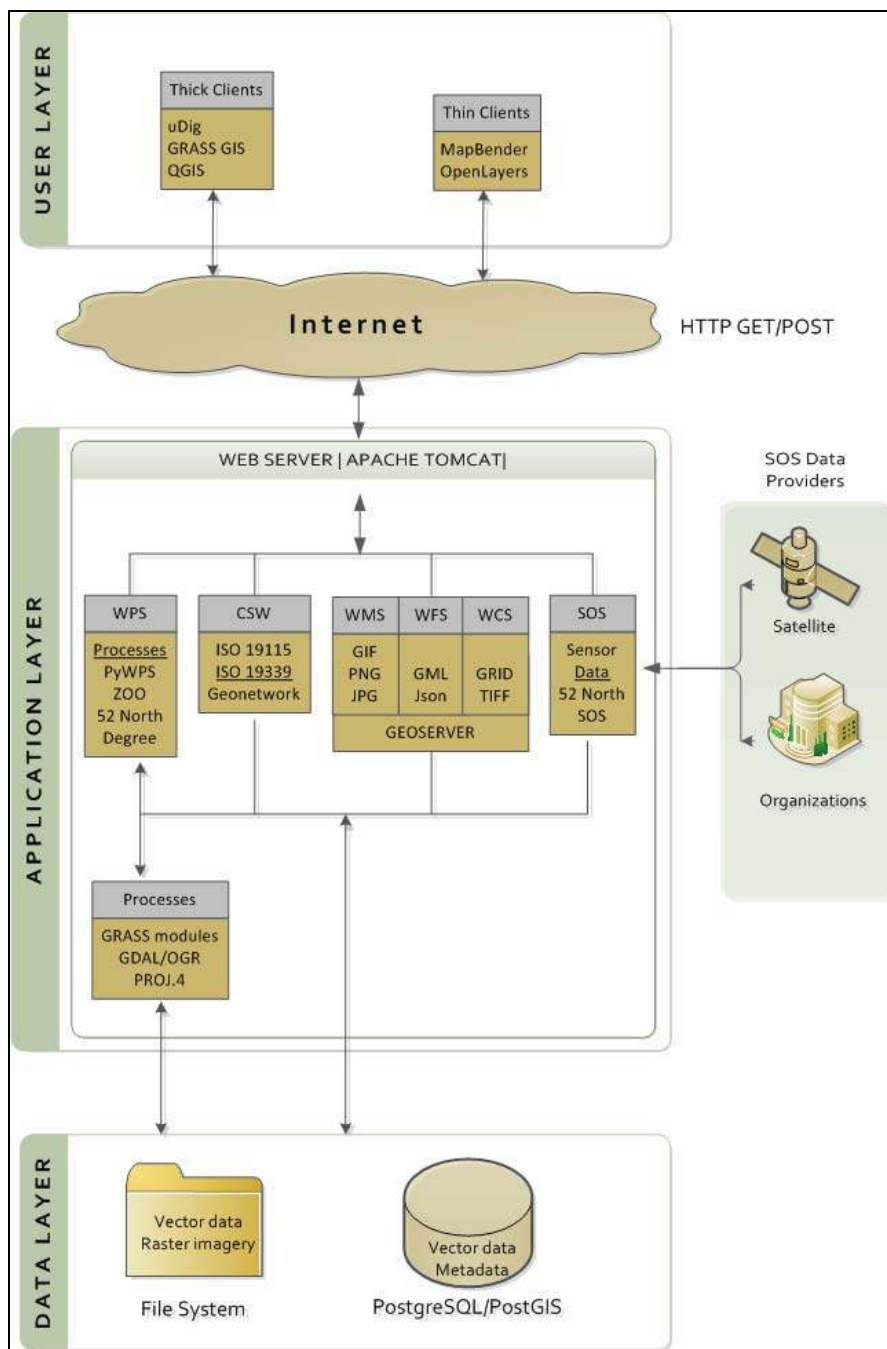 USER LAYER
Thick Clients
uDig
GRASS GIS
QGIS
Thin Clients
MapBender
OpenLayers
Internet
HTTP GET/POST
APPLICATION LAYER
WEB SERVER | APACHE TOMCAT|
WPS
Processes
PyWPS
ZOO
52 North
Degree
CSW
ISO 19115
ISO 19339
Geonetwork
WMS
GIF
PNG
JPG
WFS
GML
Json
WCS
GRID
TIFF
GEOSERVER
SOS
Sensor
Data
52 North
SOS
SOS Data
Providers
Satellite
Organizations
Processes
GRASS modules
GDAL/OGR
PROJ.4
DATA LAYER
Vector data
Raster imagery
File System
Vector data
Metadata
PostgreSQL/PostGIS